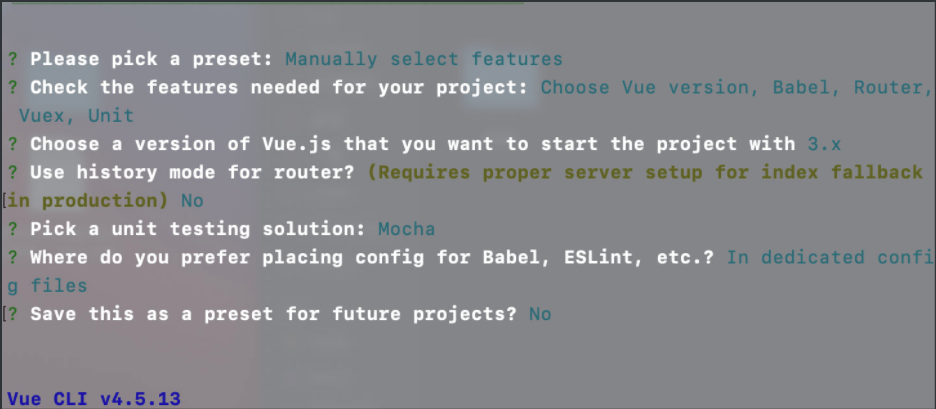 ? Please pick a preset: Manually select features
? Check the features needed for your project: Choose Vue version, Babel, Router,
Vuex, Unit
? Choose a version of Vue.js that you want to start the project with 3.x
? Use history mode for router? (Requires proper server setup for index fallback
[in production) No
? Pick a unit testing solution: Mocha
? Where do you prefer placing config for Babel, ESLint, etc.? In dedicated confi
g files
[? Save this as a preset for future projects? No
Vue CLI v4.5.13